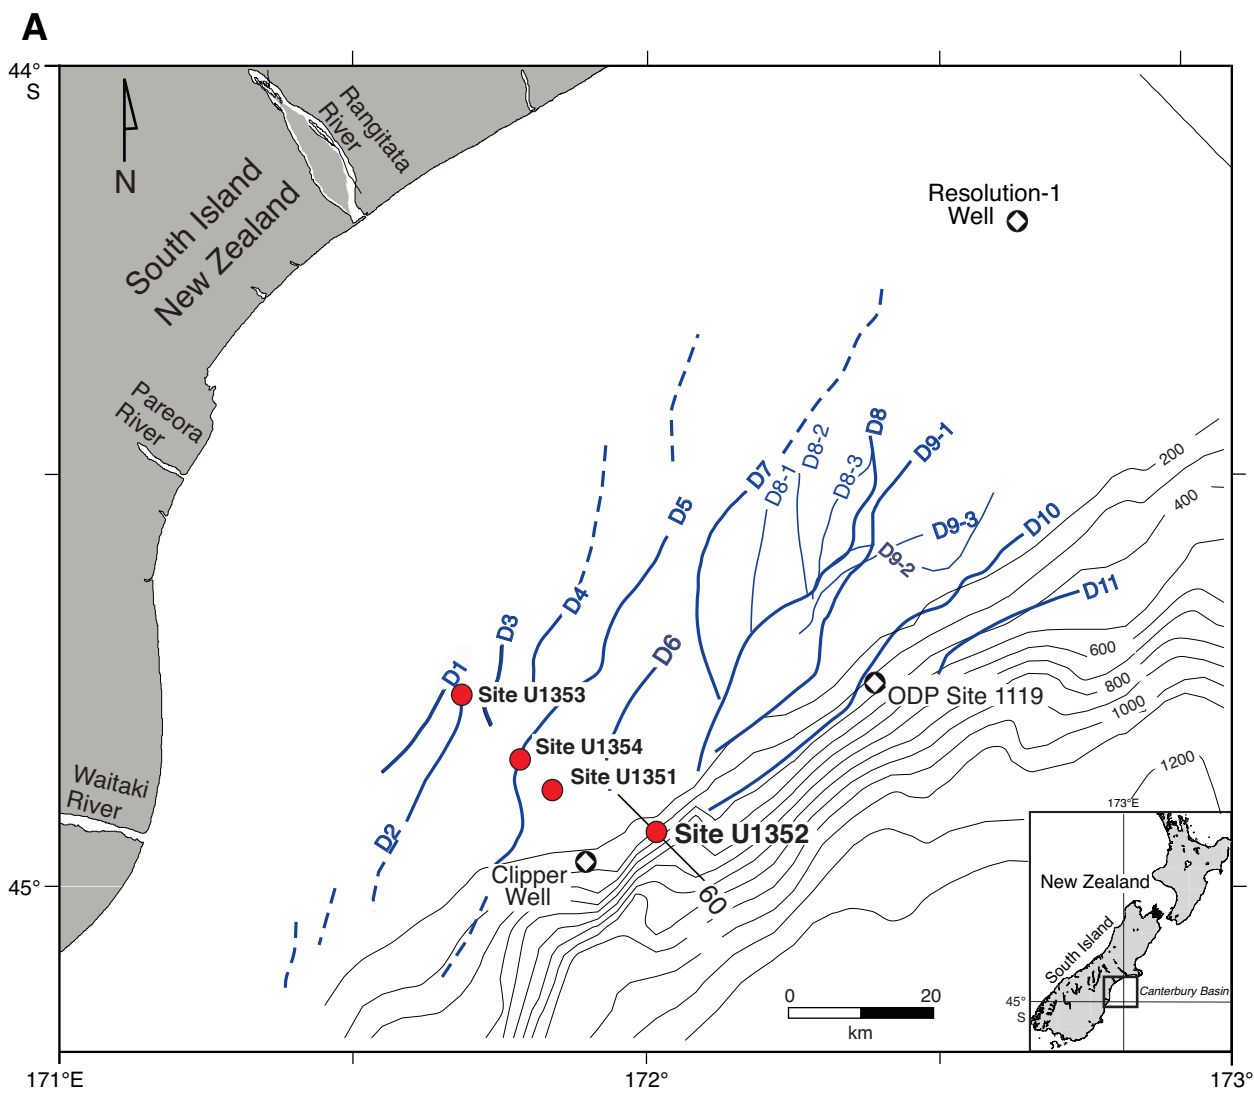 A
44°
S
N
Rangitata
River
South Island
New Zealand
Resolution-1
Well
Pareora
River
D8
D8-2
D9-1
D7
D8-1
D8-3
200
400
D5
D9-3
D10
D9-2
D4
D11
D3
D6
600
D1
800
Site U1353
ODP Site 1119
1000
Site U1354
Site U1351
1200
Waitaki
River
D2
Site U1352
45°
Clipper
Well
60
0 20
km
171°E
172°
173°
173°E
New Zealand
South Island
Canterbury Basin
45°
S